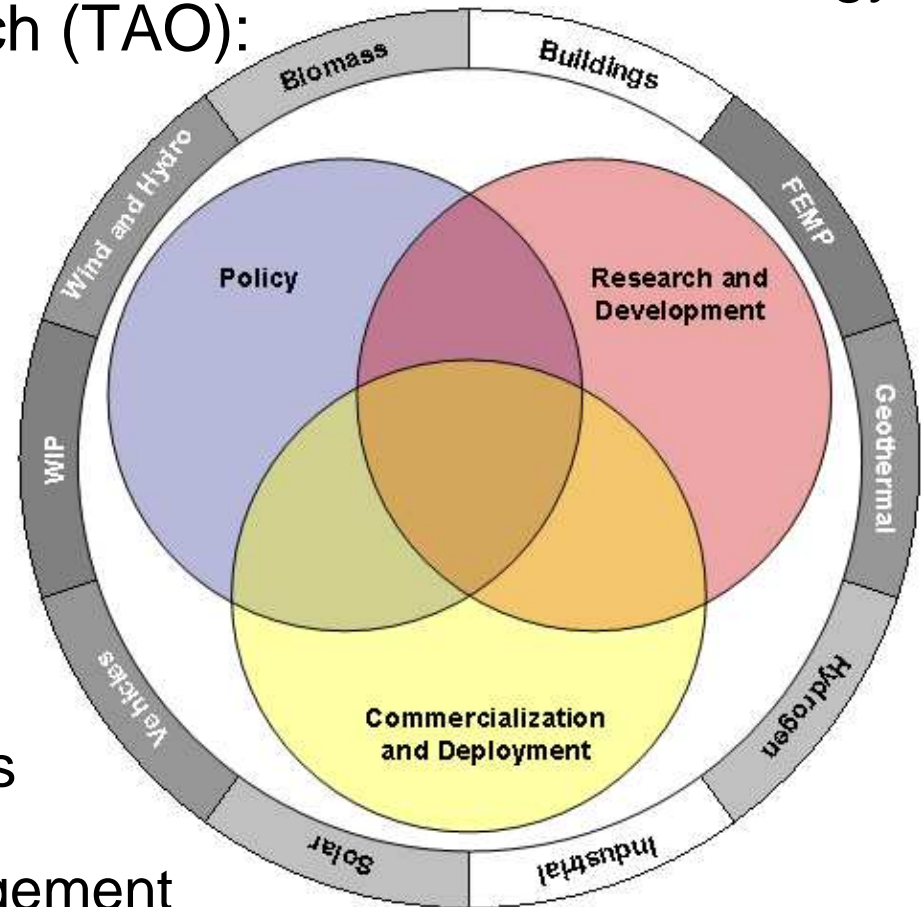 ch (TAO):
Biomass
Buildings
Wind and Hydro
FEMP
Policy
Research and
Development
WIP
Geothermal
Vehicles
Hydrogen
Commercialization
and Deployment
s
Solar
Industrial
gement